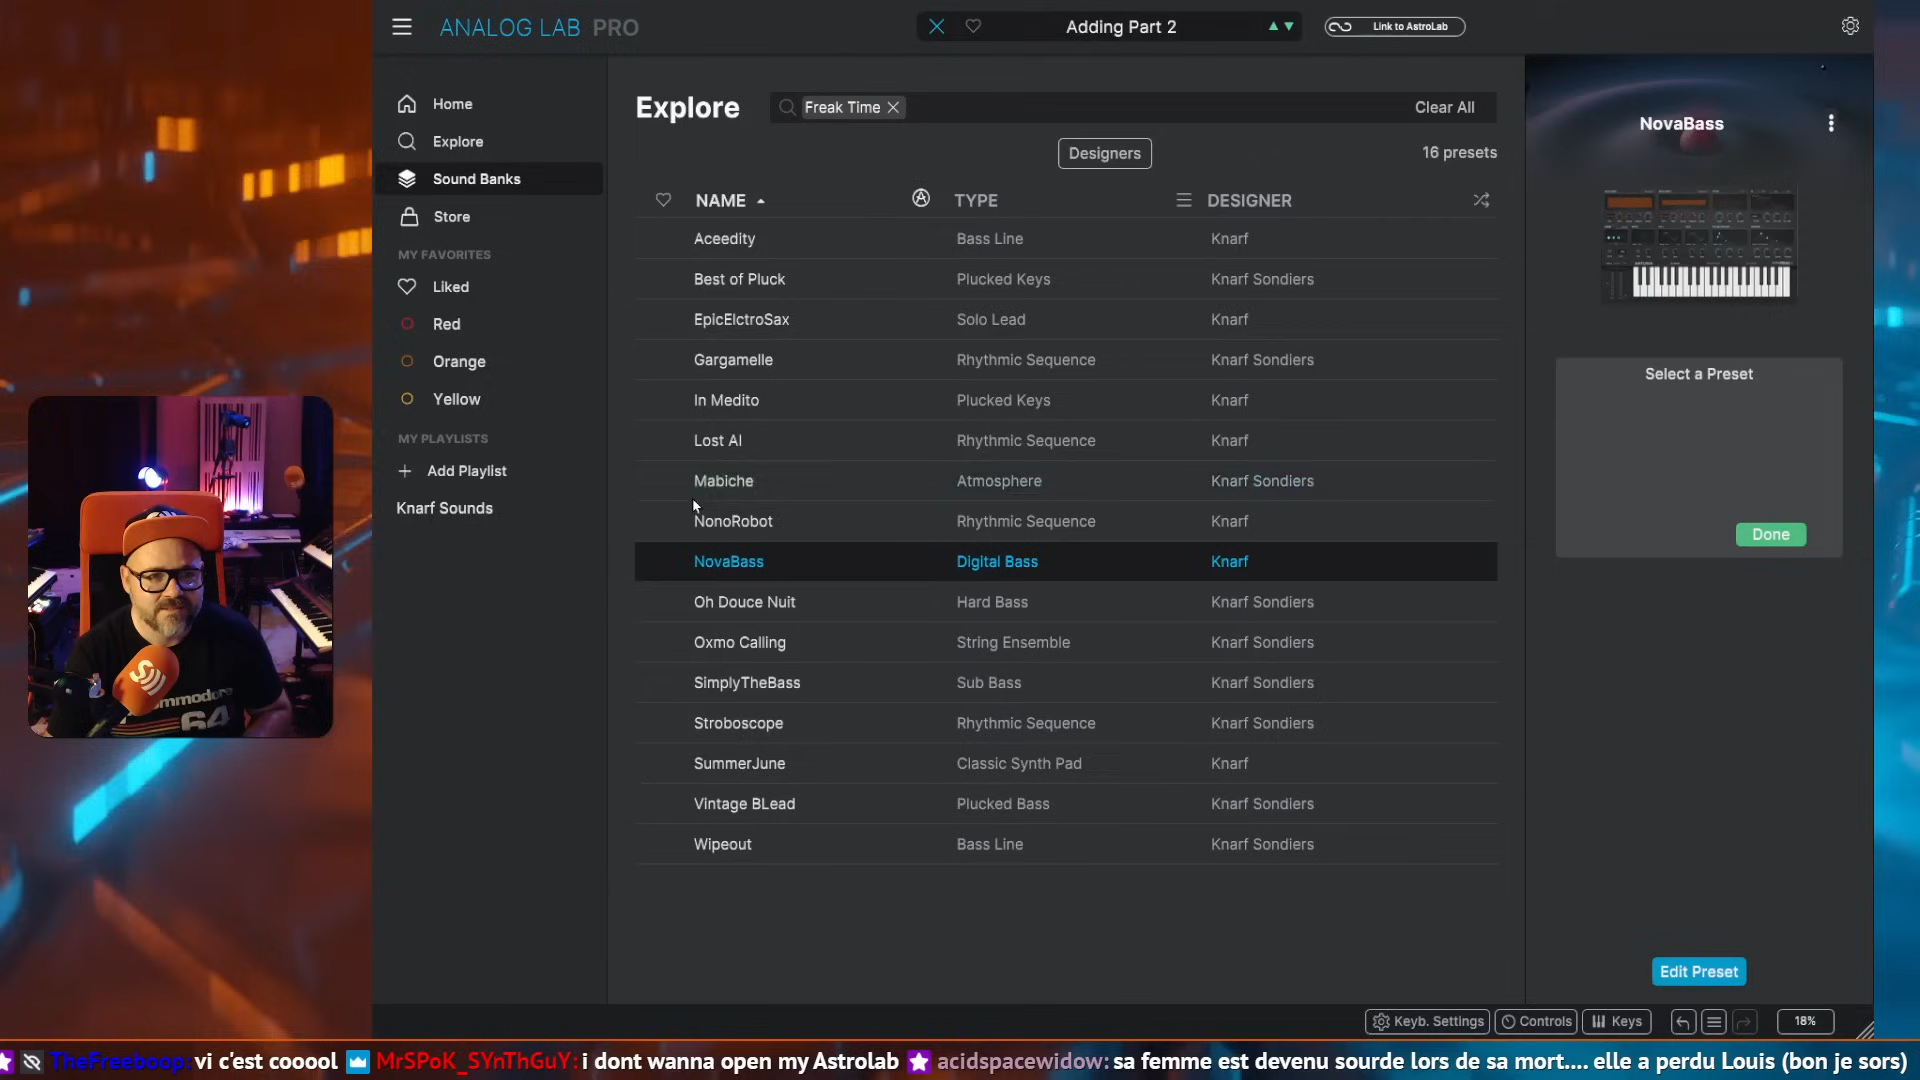 ANALOG LAB PRO
Adding Part 2
Link to AstroLab
Home
Explore
Sound Banks
Store
MY FAVORITES
Liked
Red
Orange
Yellow
MY PLAYLISTS
Add Playlist
Knarf Sounds
Explore
Freak Time
Clear All
Designers
16 presets
NAME TYPE DESIGNER
Aceedity Bass Line Knarf
Best of Pluck Plucked Keys Knarf Sondiers
EpicElctroSax Solo Lead Knarf
Gargamelle Rhythmic Sequence Knarf Sondiers
In Medito Plucked Keys Knarf
Lost AI Rhythmic Sequence Knarf
Mabiche Atmosphere Knarf Sondiers
NonoRobot Rhythmic Sequence Knarf
NovaBass Digital Bass Knarf
Oh Douce Nuit Hard Bass Knarf Sondiers
Oxmo Calling String Ensemble Knarf Sondiers
SimplyTheBass Sub Bass Knarf Sondiers
Stroboscope Rhythmic Sequence Knarf Sondiers
SummerJune Classic Synth Pad Knarf
Vintage BLead Plucked Bass Knarf Sondiers
Wipeout Bass Line Knarf Sondiers
NovaBass
Select a Preset
Done
Edit Preset
Keyb. Settings
Controls
Keys
18%
commodore
64
TheFreeboop: vi c'est cooool MrSPoK_SYnThGuY: i dont wanna open my Astrolab acidspacewidow: sa femme est devenu sourde lors de sa mort.... elle a perdu Louis (bon je sors)